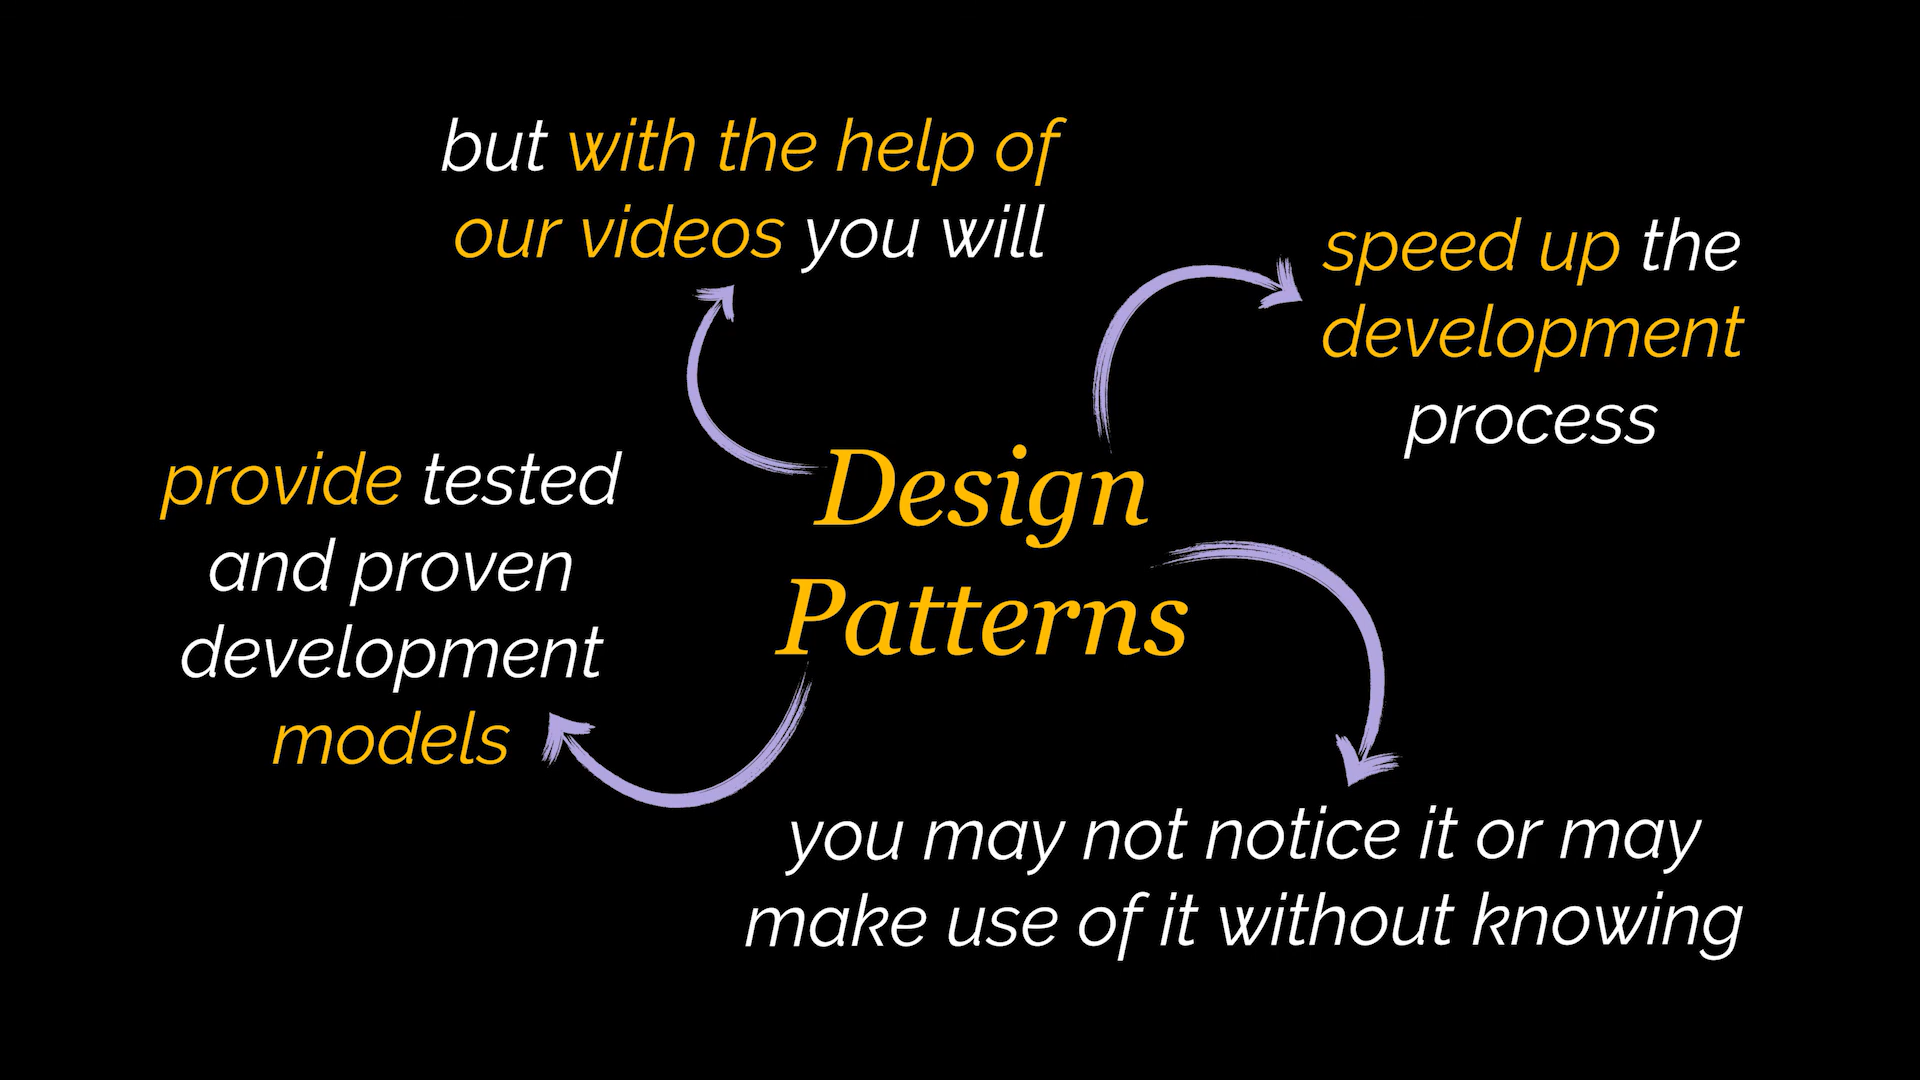 but with the help of
our videos you will
speed up the
development
process
provide tested
and proven
development
models
Design
Patterns
you may not notice it or may
make use of it without knowing